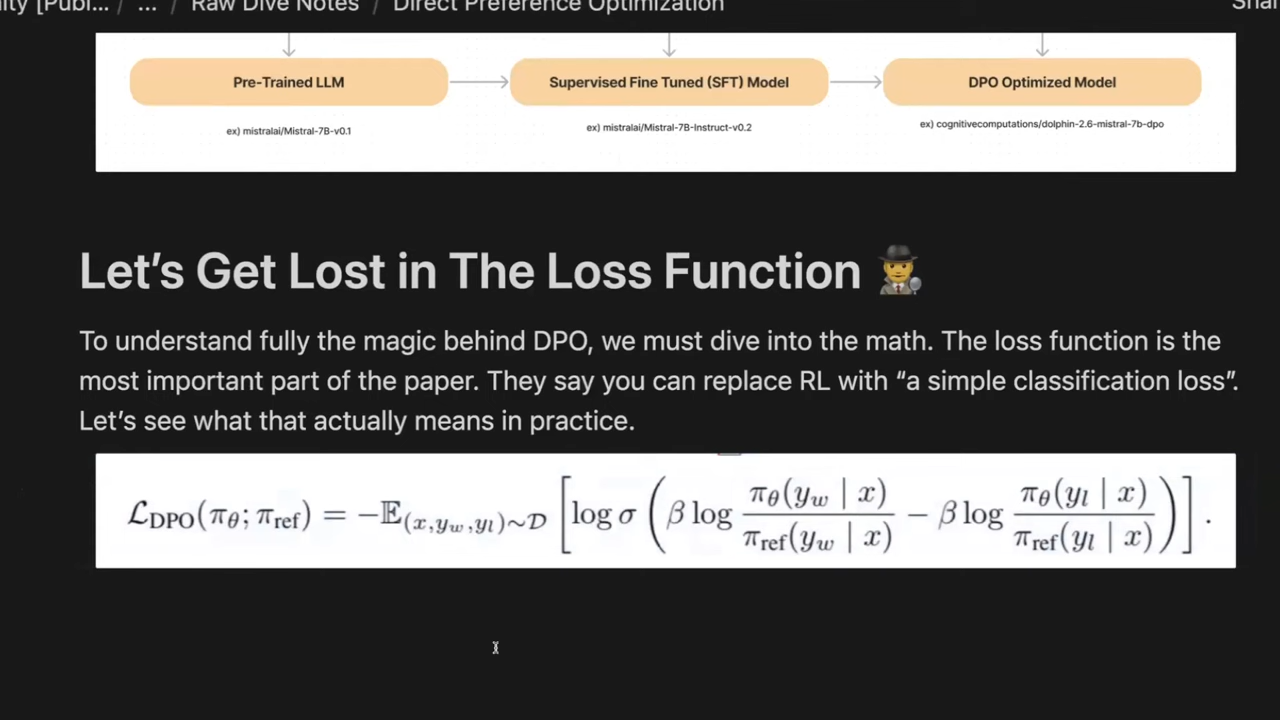 ity [Publ... / ... / Raw Dive Notes / Direct Preference Optimization Shar
Pre-Trained LLM Supervised Fine Tuned (SFT) Model DPO Optimized Model
ex) mistralai/Mistral-7B-v0.1 ex) mistralai/Mistral-7B-Instruct-v0.2 ex) cognitivecomputations/dolphin-2.6-mistral-7b-dpo
Let’s Get Lost in The Loss Function 🕵️
To understand fully the magic behind DPO, we must dive into the math. The loss function is the
most important part of the paper. They say you can replace RL with “a simple classification loss”.
Let’s see what that actually means in practice.
ℒ_DPO(π_θ; π_ref) = −𝔼_(x,y_w,y_l)∼𝒟 [log σ (β log π_θ(y_w | x) / π_ref(y_w | x) − β log π_θ(y_l | x) / π_ref(y_l | x))].